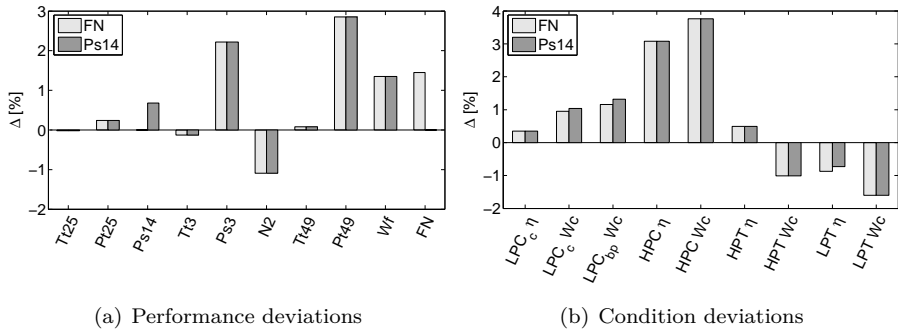 3
2
1
0
−1
−2
Δ [%]
FN
Ps14
Tt25
Pt25
Ps14
Tt3
Ps3
N2
Tt49
Pt49
Wf
FN
(a) Performance deviations
4
3
2
1
0
−1
−2
Δ [%]
FN
Ps14
LPCc η
LPCc Wc
LPCbp Wc
HPC η
HPC Wc
HPT η
HPT Wc
LPT η
LPT Wc
(b) Condition deviations